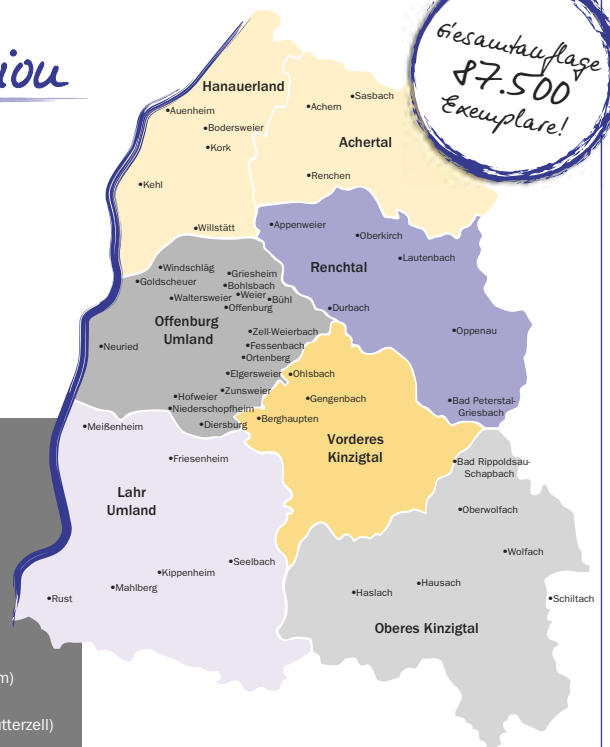 Gesamtauflage
87.500
Exemplare!
Hanauerland
•Auenheim
•Bodersweier
•Kork
•Kehl
•Willstätt
•Sasbach
•Achern
Achertal
•Renchen
•Appenweier
•Oberkirch
•Lautenbach
Renchtal
•Durbach
•Oppenau
•Bad Peterstal-
Griesbach
•Windschläg
•Goldscheuer
•Griesheim
•Bohlsbach
•Waltersweier
•Weier
•Bühl
•Offenburg
Offenburg
Umland
•Zell-Weierbach
•Fessenbach
•Ortenberg
•Neuried
•Elgersweier
•Zunsweier
•Hofweier
•Niederschopfheim
•Diersburg
•Ohlsbach
•Gengenbach
•Berghaupten
Vorderes
Kinzigtal
•Meißenheim
•Friesenheim
Lahr
Umland
•Seelbach
•Kippenheim
•Mahlberg
•Rust
•Bad Rippoldsau-
Schapbach
•Oberwolfach
•Wolfach
•Hausach
•Haslach
•Schiltach
Oberes Kinzigtal